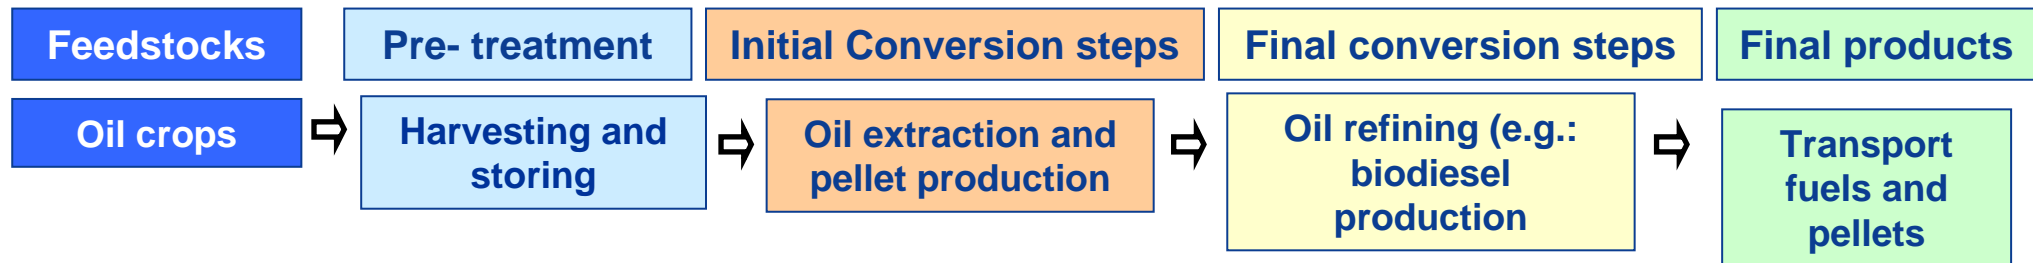 Feedstocks
Pre- treatment
Initial Conversion steps
Final conversion steps
Final products
Oil crops
Harvesting and
storing
Oil extraction and
pellet production
Oil refining (e.g.:
biodiesel
production
Transport
fuels and
pellets